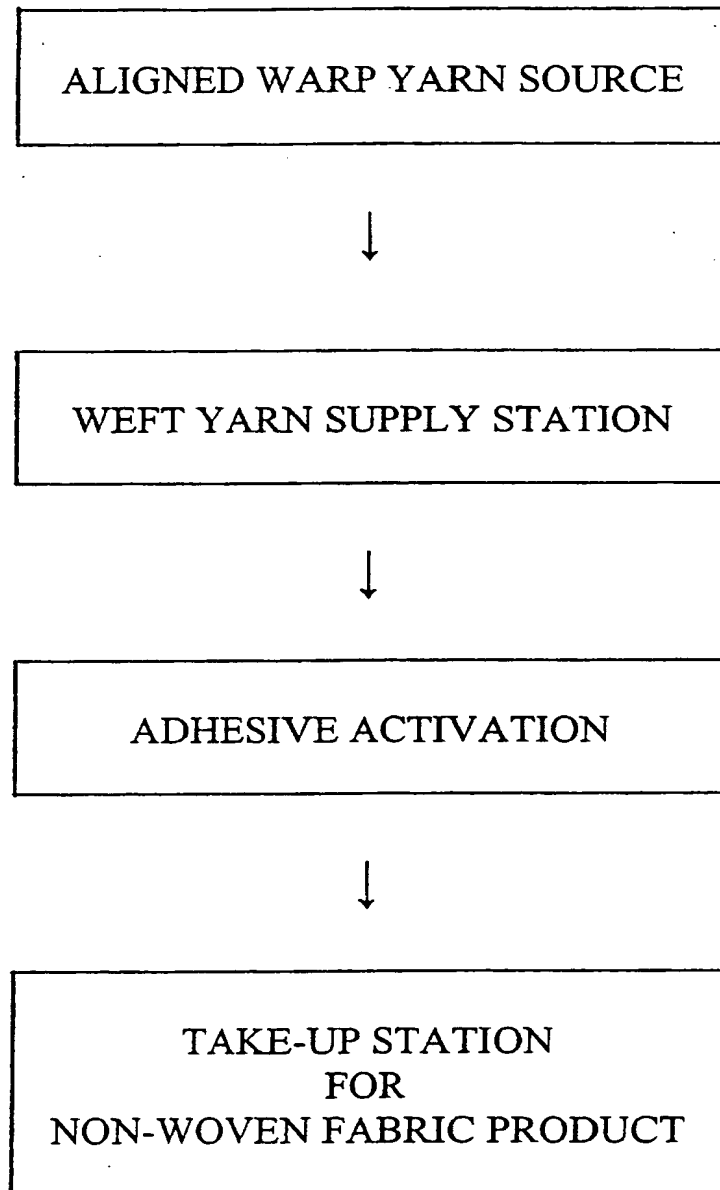 ALIGNED WARP YARN SOURCE
↓
WEFT YARN SUPPLY STATION
↓
ADHESIVE ACTIVATION
↓
TAKE-UP STATION
FOR
NON-WOVEN FABRIC PRODUCT